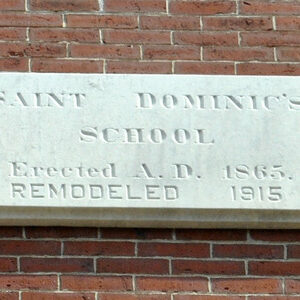 SAINT DOMINIC'S
SCHOOL
Erected A.D. 1865.
REMODELED 1915